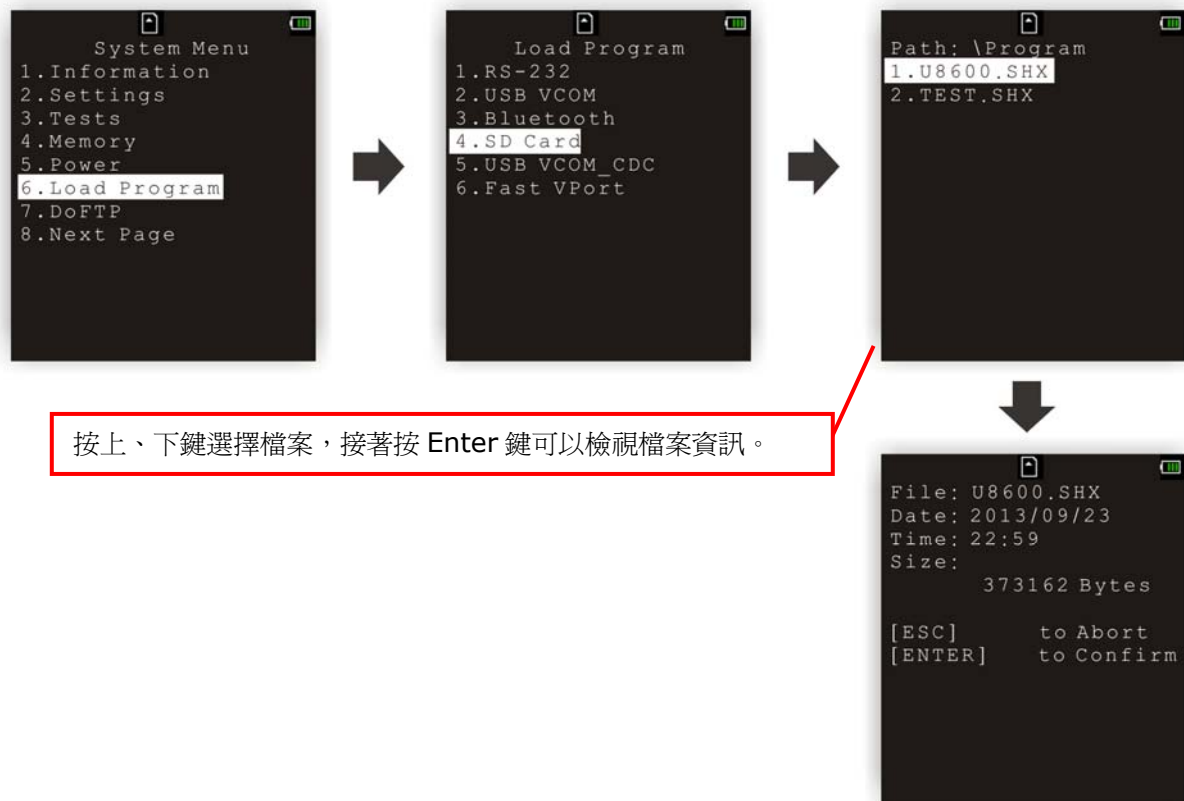 System Menu
1.Information
2.Settings
3.Tests
4.Memory
5.Power
6.Load Program
7.DoFTP
8.Next Page
Load Program
1.RS-232
2.USB VCOM
3.Bluetooth
4.SD Card
5.USB VCOM_CDC
6.Fast VPort
Path: \Program
1.U8600.SHX
2.TEST.SHX
按上、下鍵選擇檔案，接著按 Enter 鍵可以檢視檔案資訊。
File: U8600.SHX
Date: 2013/09/23
Time: 22:59
Size:
373162 Bytes
[ESC] to Abort
[ENTER] to Confirm